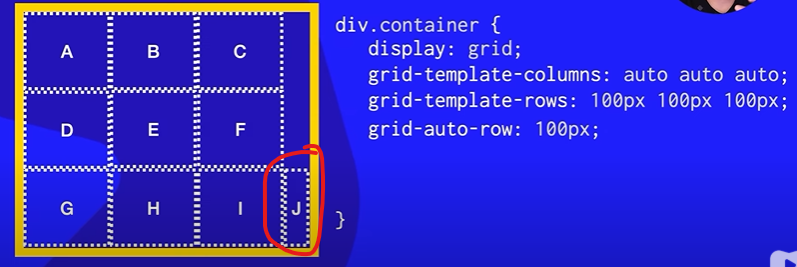 A B C
D E F
G H I J
div.container {
display: grid;
grid-template-columns: auto auto auto;
grid-template-rows: 100px 100px 100px;
grid-auto-row: 100px;
}